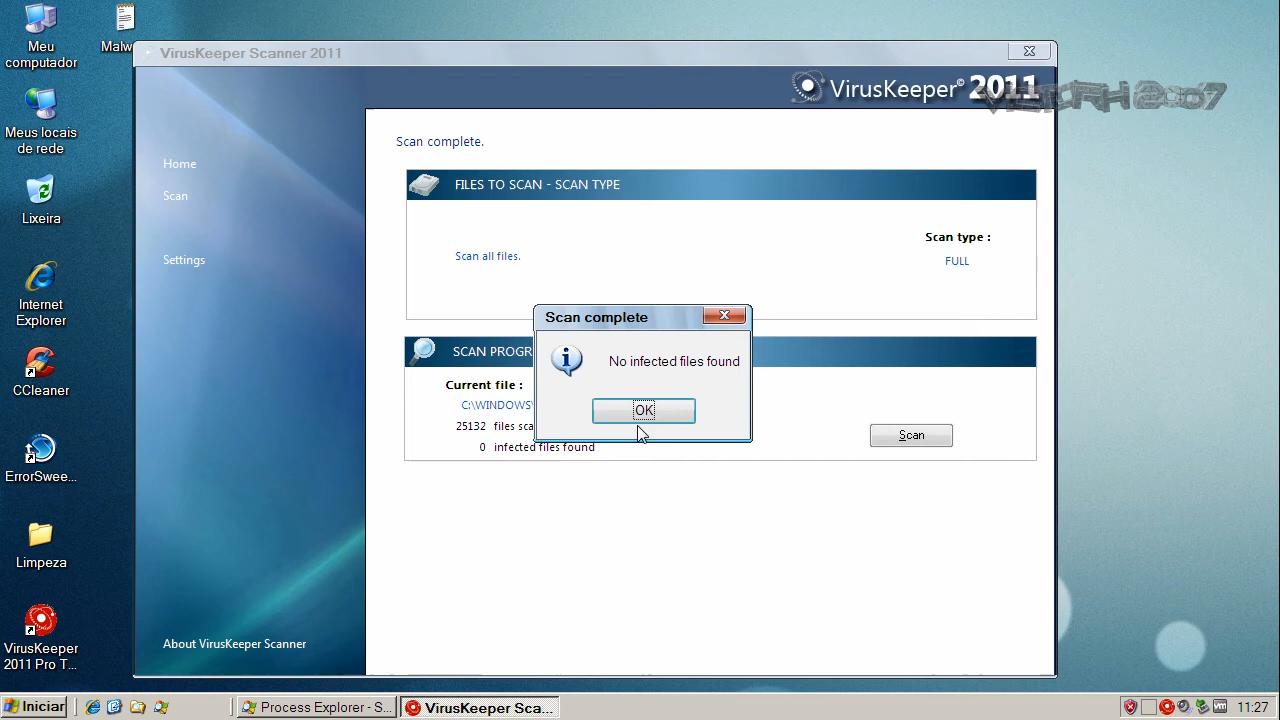 Meu
computador
Malw
Meus locais
de rede
Lixeira
Internet
Explorer
CCleaner
ErrorSwee...
Limpeza
VirusKeeper
2011 Pro T...
VirusKeeper Scanner 2011
VirusKeeper© 2011
Home
Scan
Settings
About VirusKeeper Scanner
Scan complete.
FILES TO SCAN - SCAN TYPE
Scan type :
Scan all files.
FULL
SCAN PROGR
Current file :
C:\WINDOWS\
25132 files sca
0 infected files found
Scan
Scan complete
No infected files found
OK
Iniciar
Process Explorer - S...
VirusKeeper Sca...
11:27